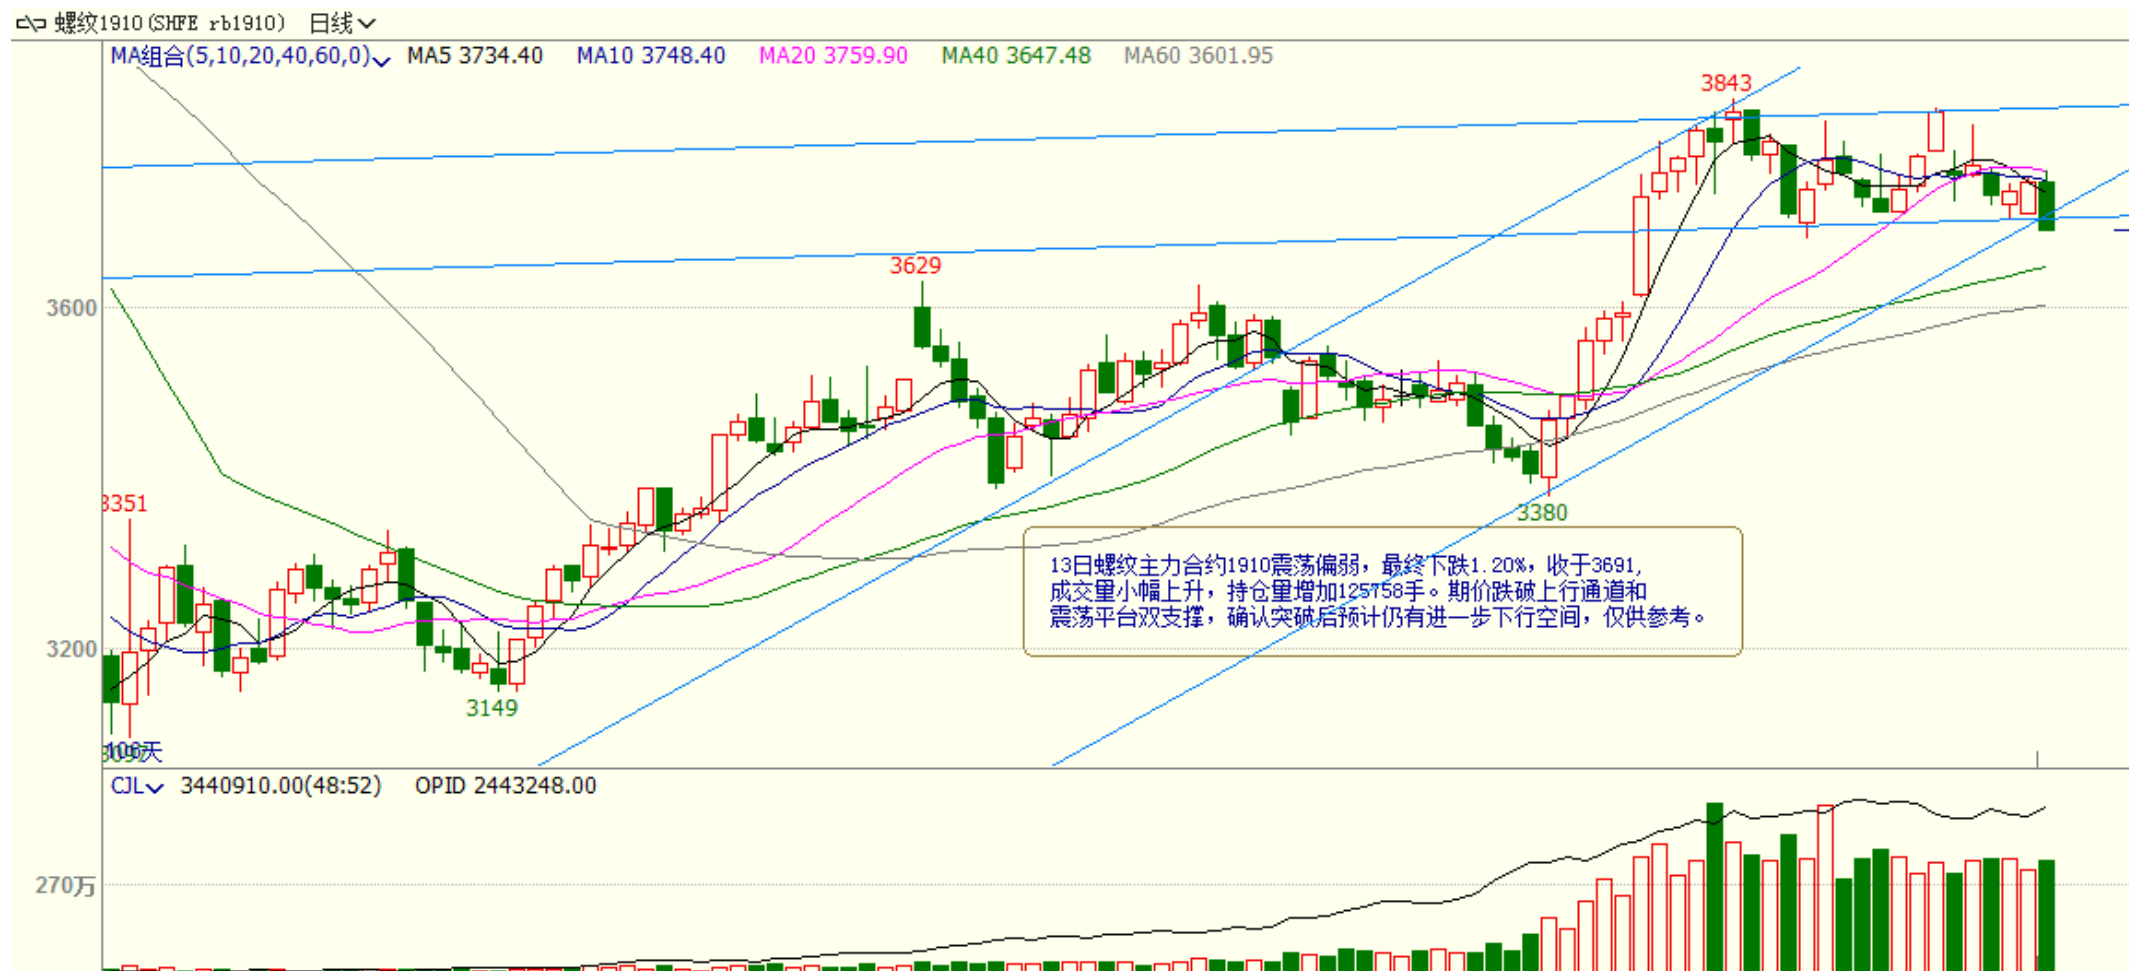 螺纹1910(SHFE rb1910) 日线
MA组合(5,10,20,40,60,0) MA5 3734.40 MA10 3748.40 MA20 3759.90 MA40 3647.48 MA60 3601.95
3843
3629
3600
3351
3380
13日螺纹主力合约1910震荡偏弱，最终下跌1.20%，收于3691，
成交量小幅上升，持仓量增加125758手。期价跌破上行通道和
震荡平台双支撑，确认突破后预计仍有进一步下行空间，仅供参考。
3200
3149
CJL 3440910.00(48:52) OPID 2443248.00
270万